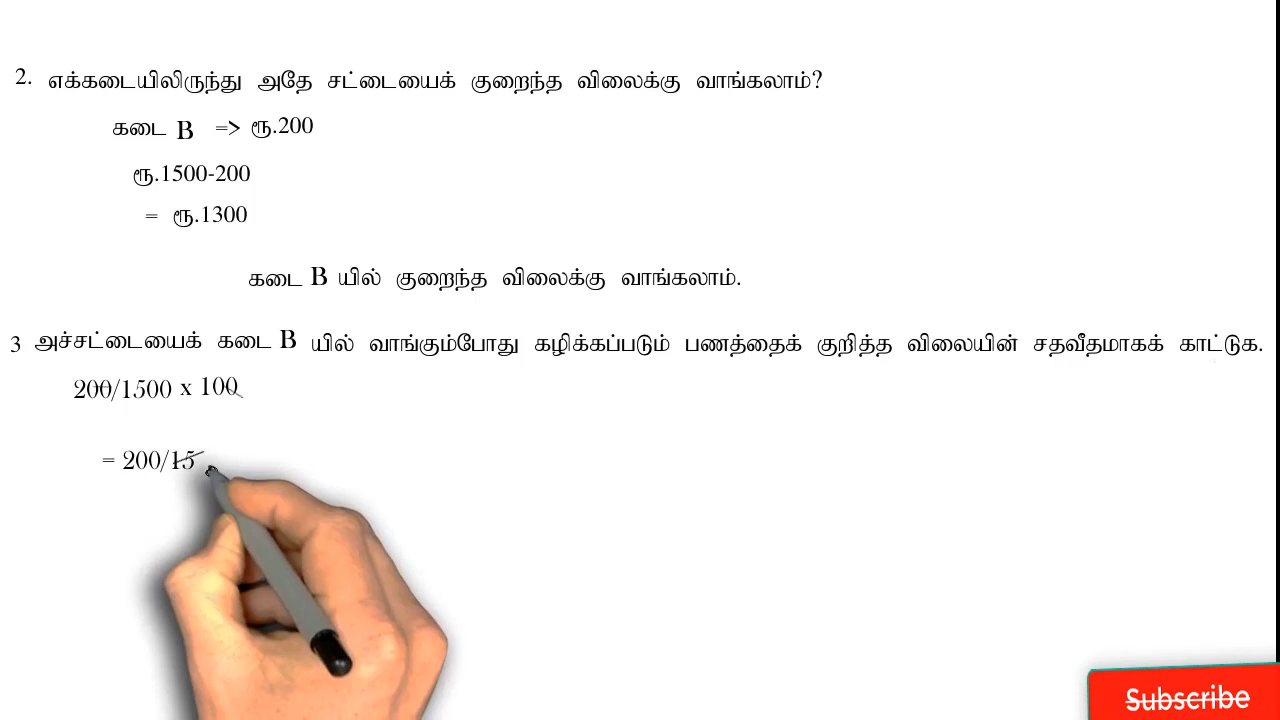 2. எக்கடையிலிருந்து அதே சட்டையைக் குறைந்த விலைக்கு வாங்கலாம்?
கடை B => ரூ.200
ரூ.1500-200
= ரூ.1300
கடை B யில் குறைந்த விலைக்கு வாங்கலாம்.
3 அச்சட்டையைக் கடை B யில் வாங்கும்போது கழிக்கப்படும் பணத்தைக் குறித்த விலையின் சதவீதமாகக் காட்டுக.
200/1500 x 100
= 200/15
Subscribe